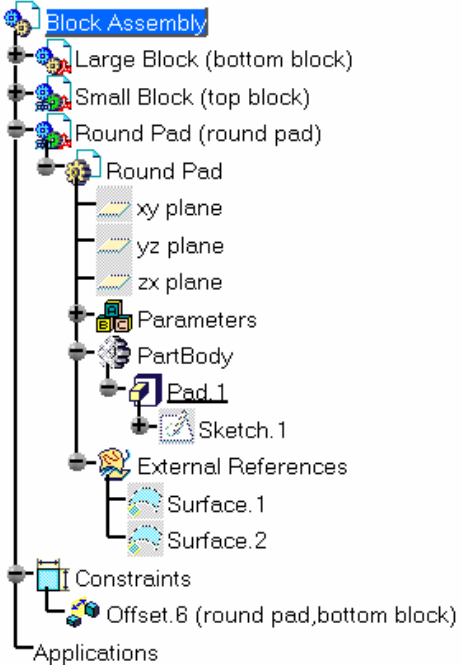 Block Assembly
Large Block (bottom block)
Small Block (top block)
Round Pad (round pad)
Round Pad
xy plane
yz plane
zx plane
Parameters
PartBody
Pad.1
Sketch.1
External References
Surface.1
Surface.2
Constraints
Offset.6 (round pad,bottom block)
Applications